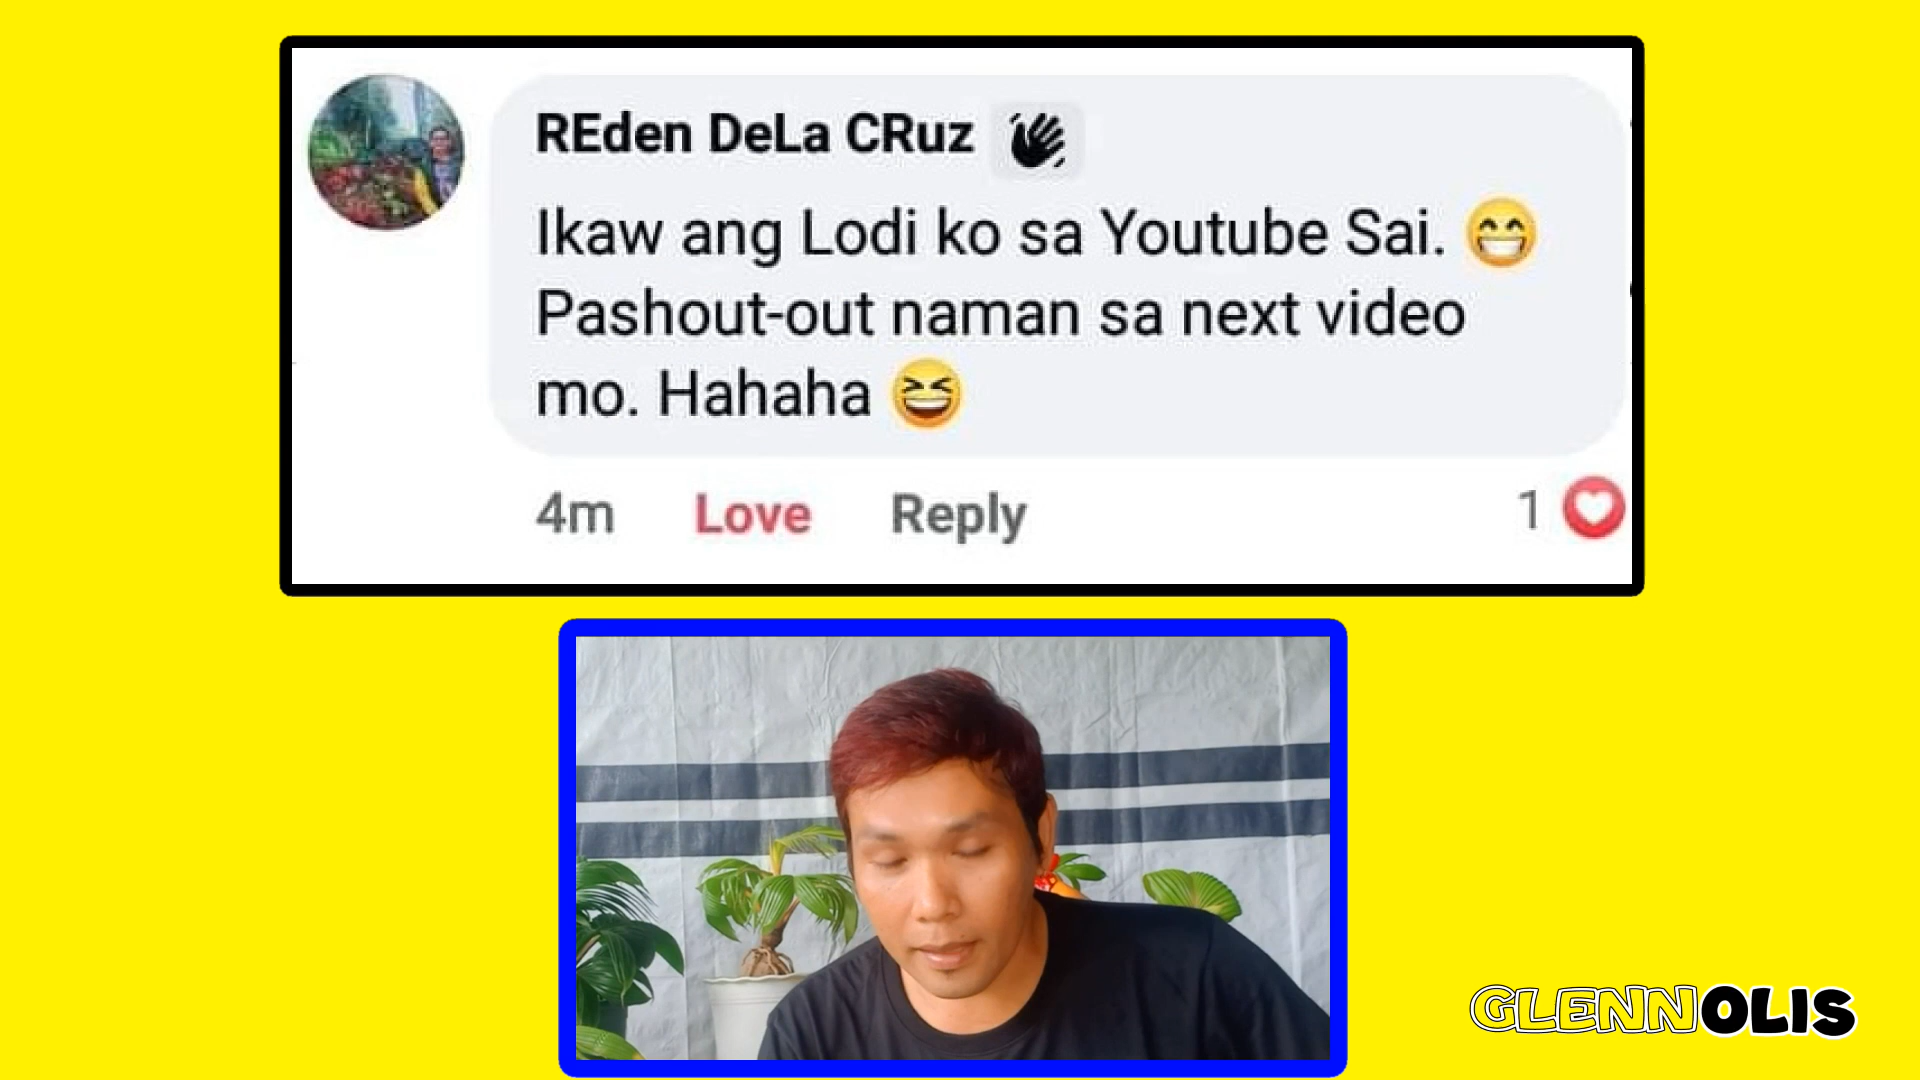 REden DeLa CRuz
Ikaw ang Lodi ko sa Youtube Sai. 😁
Pashout-out naman sa next video
mo. Hahaha 😆
4m Love Reply 1
GLENNOLIS